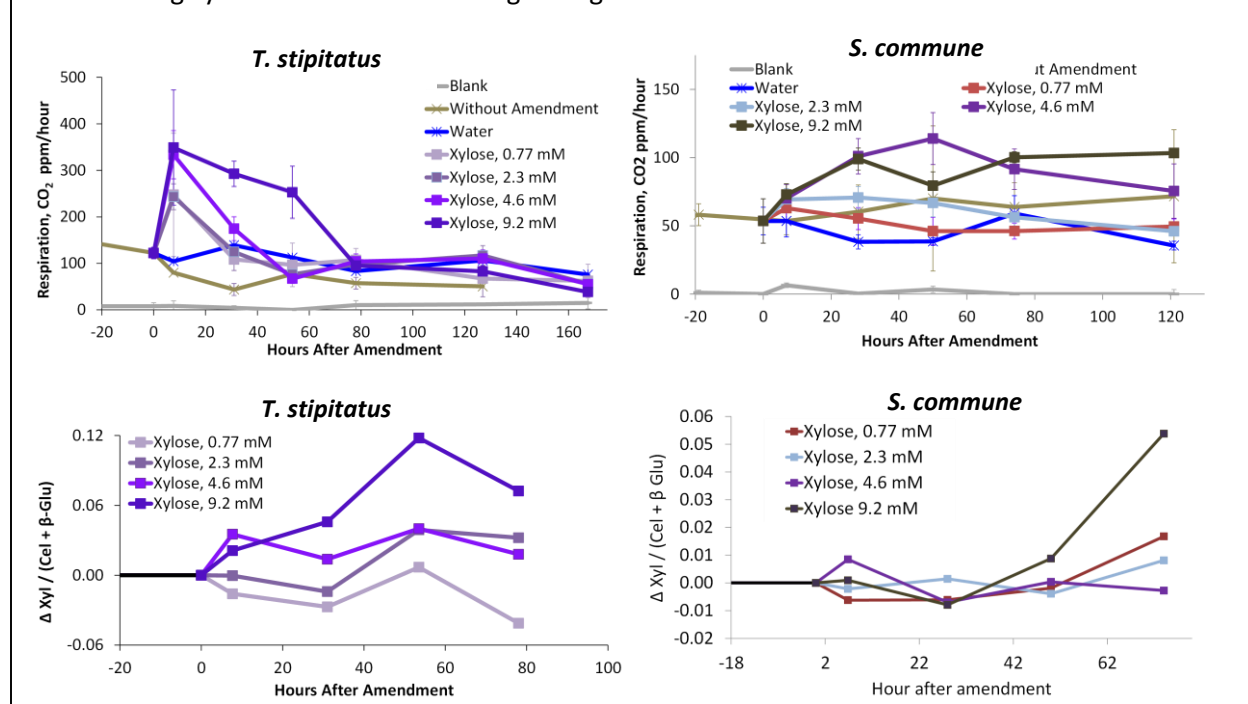 T. stipitatus
500
400
300
200
100
0
-20 0 20 40 60 80 100 120 140 160
Respiration, CO₂ ppm/hour
Hours After Amendment
Blank
Without Amendment
Water
Xylose, 0.77 mM
Xylose, 2.3 mM
Xylose, 4.6 mM
Xylose, 9.2 mM
S. commune
150
100
50
0
-20 0 20 40 60 80 100 120
Respiration, CO2 ppm/hour
Hours After Amendment
Blank
Amendment
Water
Xylose, 0.77 mM
Xylose, 2.3 mM
Xylose, 4.6 mM
Xylose, 9.2 mM
T. stipitatus
0.12
0.06
0.00
-0.06
-20 0 20 40 60 80 100
Δ Xyl / (Cel + β-Glu)
Hours After Amendment
Xylose, 0.77 mM
Xylose, 2.3 mM
Xylose, 4.6 mM
Xylose, 9.2 mM
S. commune
0.06
0.05
0.04
0.03
0.02
0.01
0.00
-0.01
-0.02
-18 2 22 42 62
Δ Xyl / (Cel + β Glu)
Hour after amendment
Xylose, 0.77 mM
Xylose, 2.3 mM
Xylose, 4.6 mM
Xylose 9.2 mM